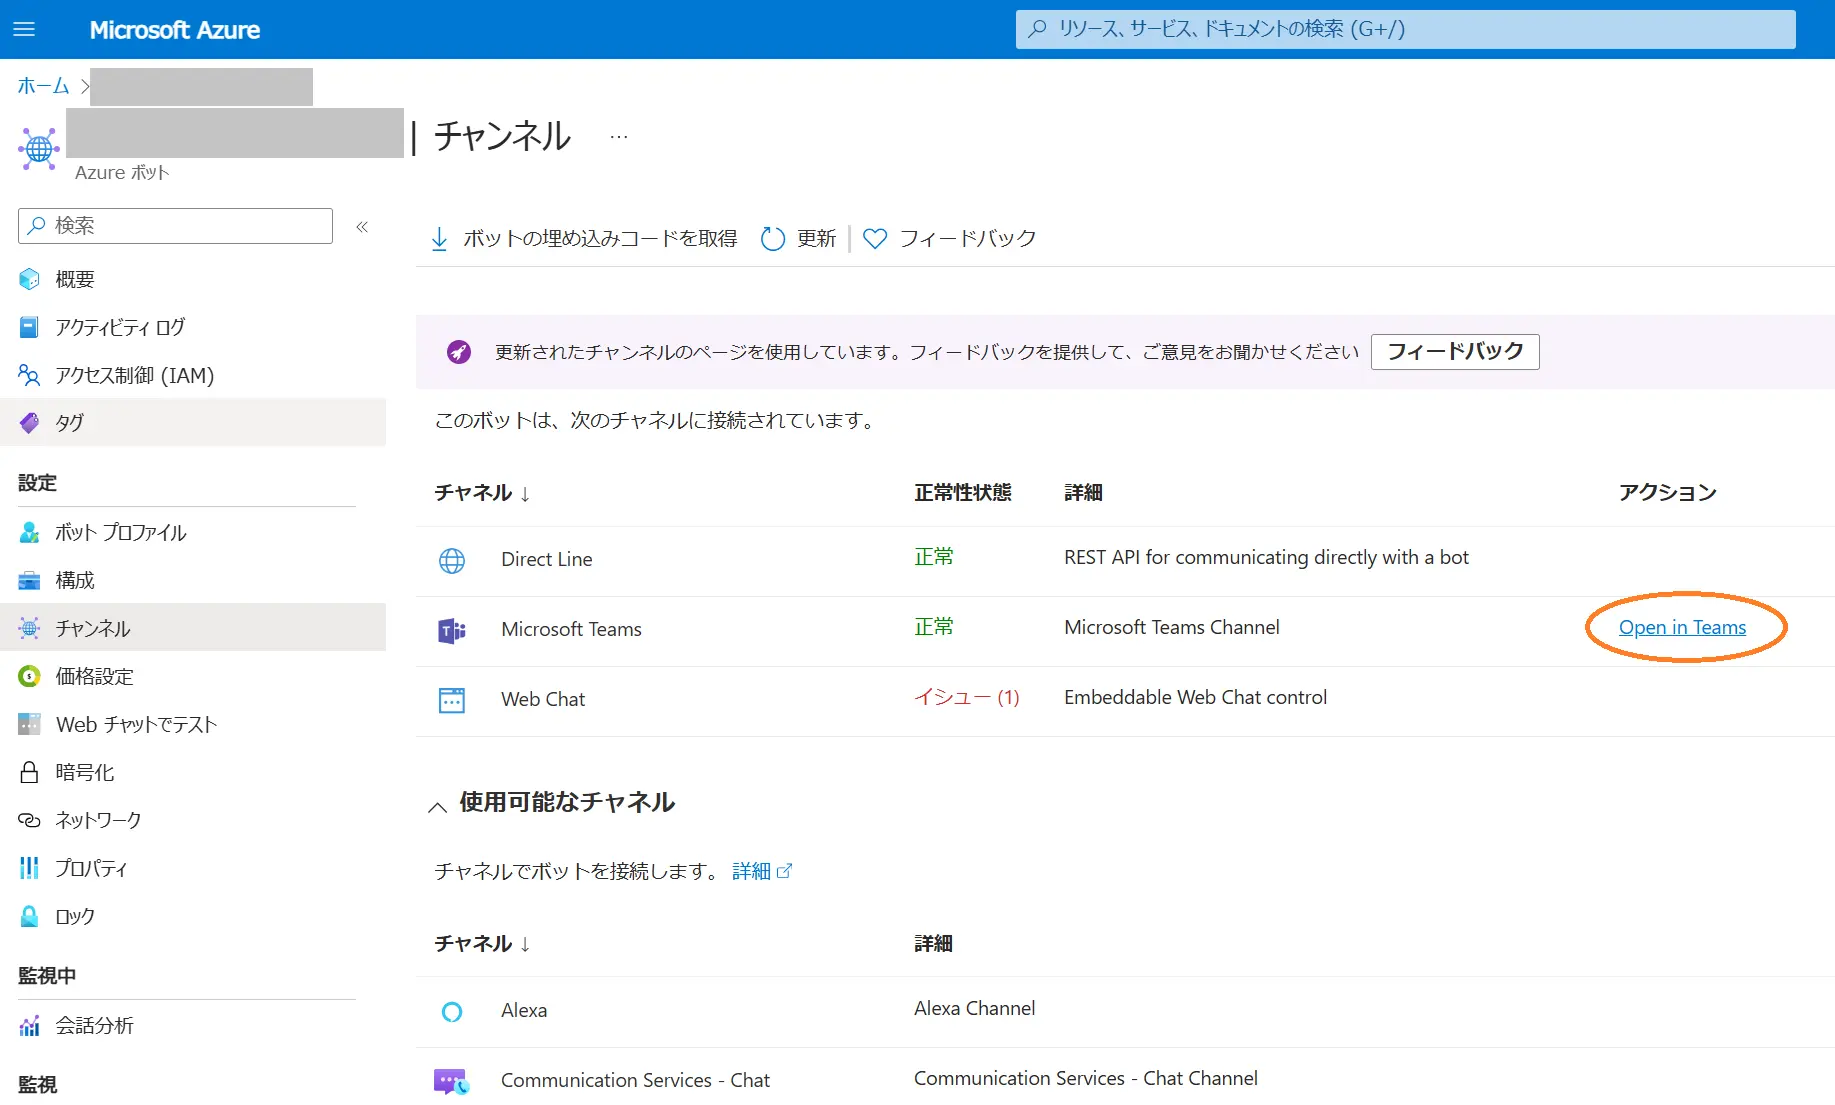 Microsoft Azure
リソース、サービス、ドキュメントの検索 (G+/)
ホーム >
| チャンネル ...
Azure ボット
検索 «
ボットの埋め込みコードを取得 更新 フィードバック
概要
アクティビティ ログ
アクセス制御 (IAM)
タグ
設定
ボット プロファイル
構成
チャンネル
価格設定
Web チャットでテスト
暗号化
ネットワーク
プロパティ
ロック
監視中
会話分析
監視
更新されたチャンネルのページを使用しています。フィードバックを提供して、ご意見をお聞かせください フィードバック
このボットは、次のチャネルに接続されています。
チャネル ↓ 正常性状態 詳細 アクション
Direct Line 正常 REST API for communicating directly with a bot
Microsoft Teams 正常 Microsoft Teams Channel Open in Teams
Web Chat イシュー (1) Embeddable Web Chat control
使用可能なチャネル
チャネルでボットを接続します。 詳細
チャネル ↓ 詳細
Alexa Alexa Channel
Communication Services - Chat Communication Services - Chat Channel